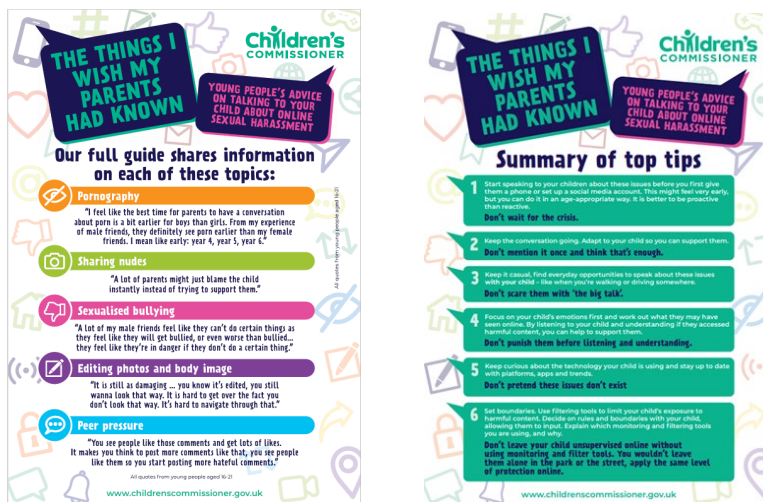 THE THINGS I
WISH MY
PARENTS
HAD KNOWN
Children's
COMMISSIONER
YOUNG PEOPLE'S ADVICE
ON TALKING TO YOUR
CHILD ABOUT ONLINE
SEXUAL HARASSMENT
Our full guide shares information
on each of these topics:
Pornography
"I feel like the best time for parents to have a conversation
about porn is a bit earlier for boys than girls. From my experience
of male friends, they definitely see porn earlier than my female
friends. I mean like early: year 4, year 5, year 6."
Sharing nudes
"A lot of parents might just blame the child
instantly instead of trying to support them."
Sexualised bullying
"A lot of my male friends feel like they can't do certain things as
they feel like they will get bullied, or even worse than bullied...
they feel like they're in danger if they don't do a certain thing."
Editing photos and body image
"It is still as damaging ... you know it's edited, you still
wanna look that way. It is hard to get over the fact you
don't look that way. It's hard to navigate through that."
Peer pressure
"You see people like those comments and get lots of likes.
It makes you think to post more comments like that, you see people
like them so you start posting more hateful comments."
All quotes from young people aged 16-21
All quotes from young people aged 16-21
www.childrenscommissioner.gov.uk
THE THINGS I
WISH MY
PARENTS
HAD KNOWN
Children's
COMMISSIONER
YOUNG PEOPLE'S ADVICE
ON TALKING TO YOUR
CHILD ABOUT ONLINE
SEXUAL HARASSMENT
Summary of top tips
1 Start speaking to your children about these issues before you first give
them a phone or set up a social media account. This might feel very early,
but you can do it in an age-appropriate way. It is better to be proactive
than reactive.
Don't wait for the crisis.
2 Keep the conversation going. Adapt to your child so you can support them.
Don't mention it once and think that's enough.
3 Keep it casual, find everyday opportunities to speak about these issues
with your child - like when you're walking or driving somewhere.
Don't scare them with 'the big talk'.
4 Focus on your child's emotions first and work out what they may have
seen online. By listening to your child and understanding if they accessed
harmful content, you can help to support them.
Don't punish them before listening and understanding.
5 Keep curious about the technology your child is using and stay up to date
with platforms, apps and trends.
Don't pretend these issues don't exist
6 Set boundaries. Use filtering tools to limit your child's exposure to
harmful content. Decide on rules and boundaries with your child,
allowing them to input. Explain which monitoring and filtering tools
you are using, and why.
Don't leave your child unsupervised online without
using monitoring and filter tools. You wouldn't leave
them alone in the park or the street, apply the same level
of protection online.
www.childrenscommissioner.gov.uk